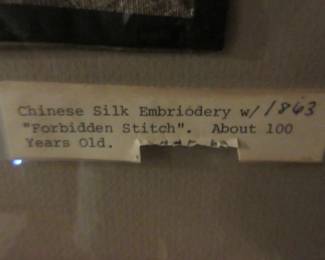 Chinese Silk Embriodery w/ 1863
"Forbidden Stitch". About 100
Years Old.